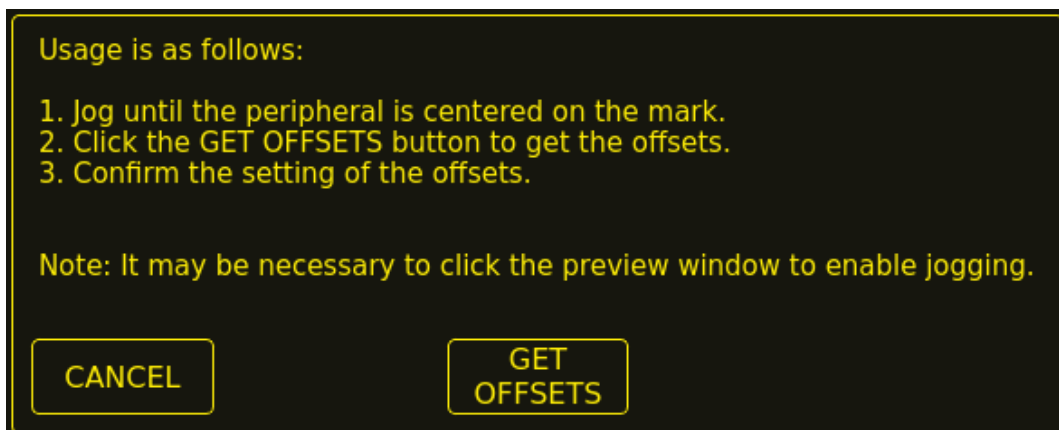 Usage is as follows:
1. Jog until the peripheral is centered on the mark.
2. Click the GET OFFSETS button to get the offsets.
3. Confirm the setting of the offsets.
Note: It may be necessary to click the preview window to enable jogging.
CANCEL
GET
OFFSETS